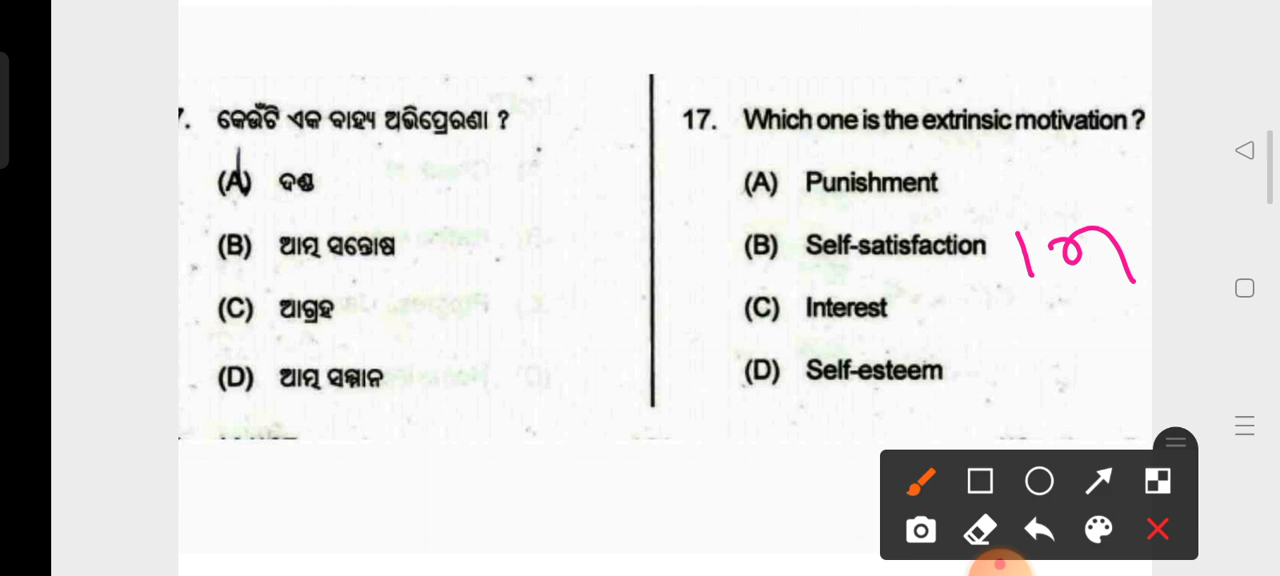 . କେଉଁଟି ଏକ ବାହ୍ୟ ଅଭିପ୍ରେରଣା ?
(A) ଦଣ୍ଡ
(B) ଆତ୍ମ ସନ୍ତୋଷ
(C) ଆଗ୍ରହ
(D) ଆତ୍ମ ସମ୍ମାନ
17. Which one is the extrinsic motivation ?
(A) Punishment
(B) Self-satisfaction
(C) Interest
(D) Self-esteem